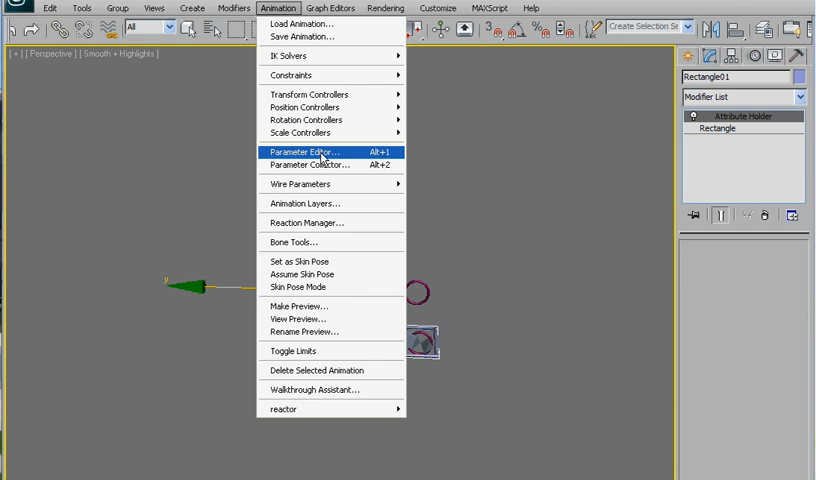 Edit Tools Group Views Create Modifiers Animation Graph Editors Rendering Customize MAXScript Help
All
Create Selection Se
[ + ] [ Perspective ] [ Smooth + Highlights ]
Load Animation...
Save Animation...
IK Solvers
Constraints
Transform Controllers
Position Controllers
Rotation Controllers
Scale Controllers
Parameter Editor... Alt+1
Parameter Collector... Alt+2
Wire Parameters
Animation Layers...
Reaction Manager...
Bone Tools...
Set as Skin Pose
Assume Skin Pose
Skin Pose Mode
Make Preview...
View Preview...
Rename Preview...
Toggle Limits
Delete Selected Animation
Walkthrough Assistant...
reactor
Rectangle01
Modifier List
Attribute Holder
Rectangle
y